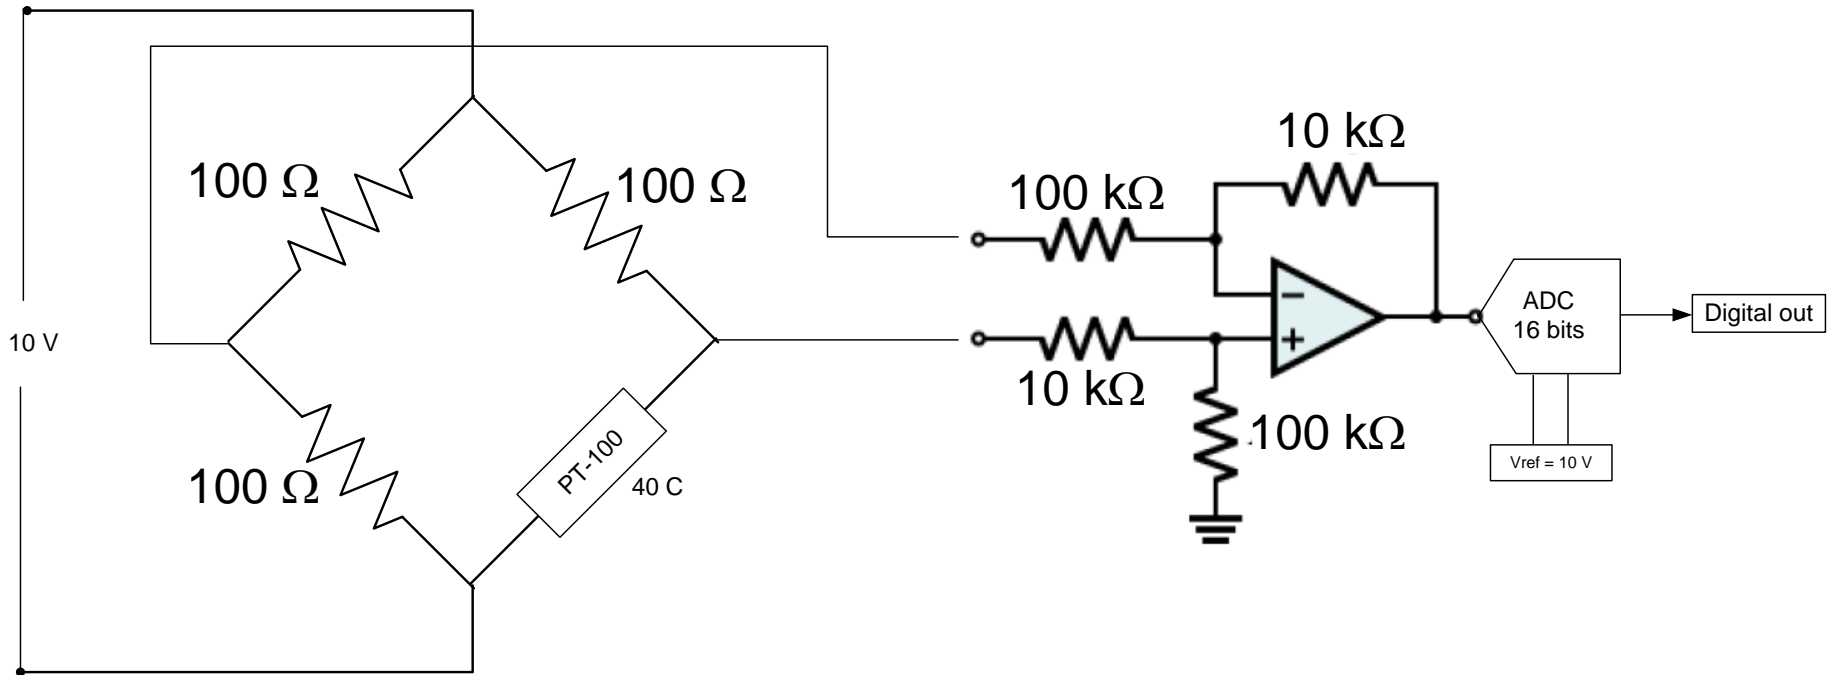 10 V
100 Ω
100 Ω
100 Ω
PT-100
40 C
100 kΩ
10 kΩ
10 kΩ
100 kΩ
ADC
16 bits
Vref = 10 V
Digital out